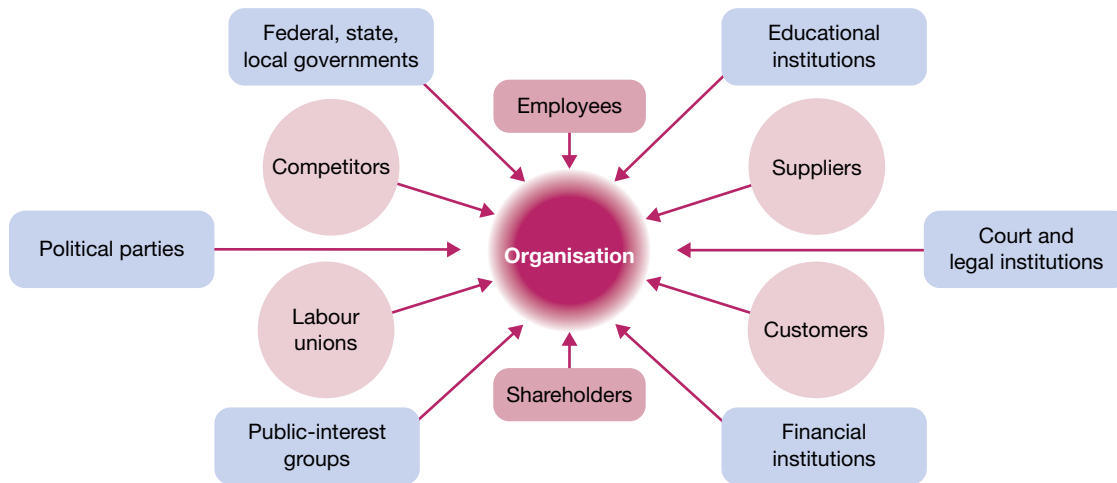 Federal, state,
local governments
Educational
institutions
Employees
Competitors
Suppliers
Political parties
Organisation
Court and
legal institutions
Labour
unions
Customers
Shareholders
Public-interest
groups
Financial
institutions